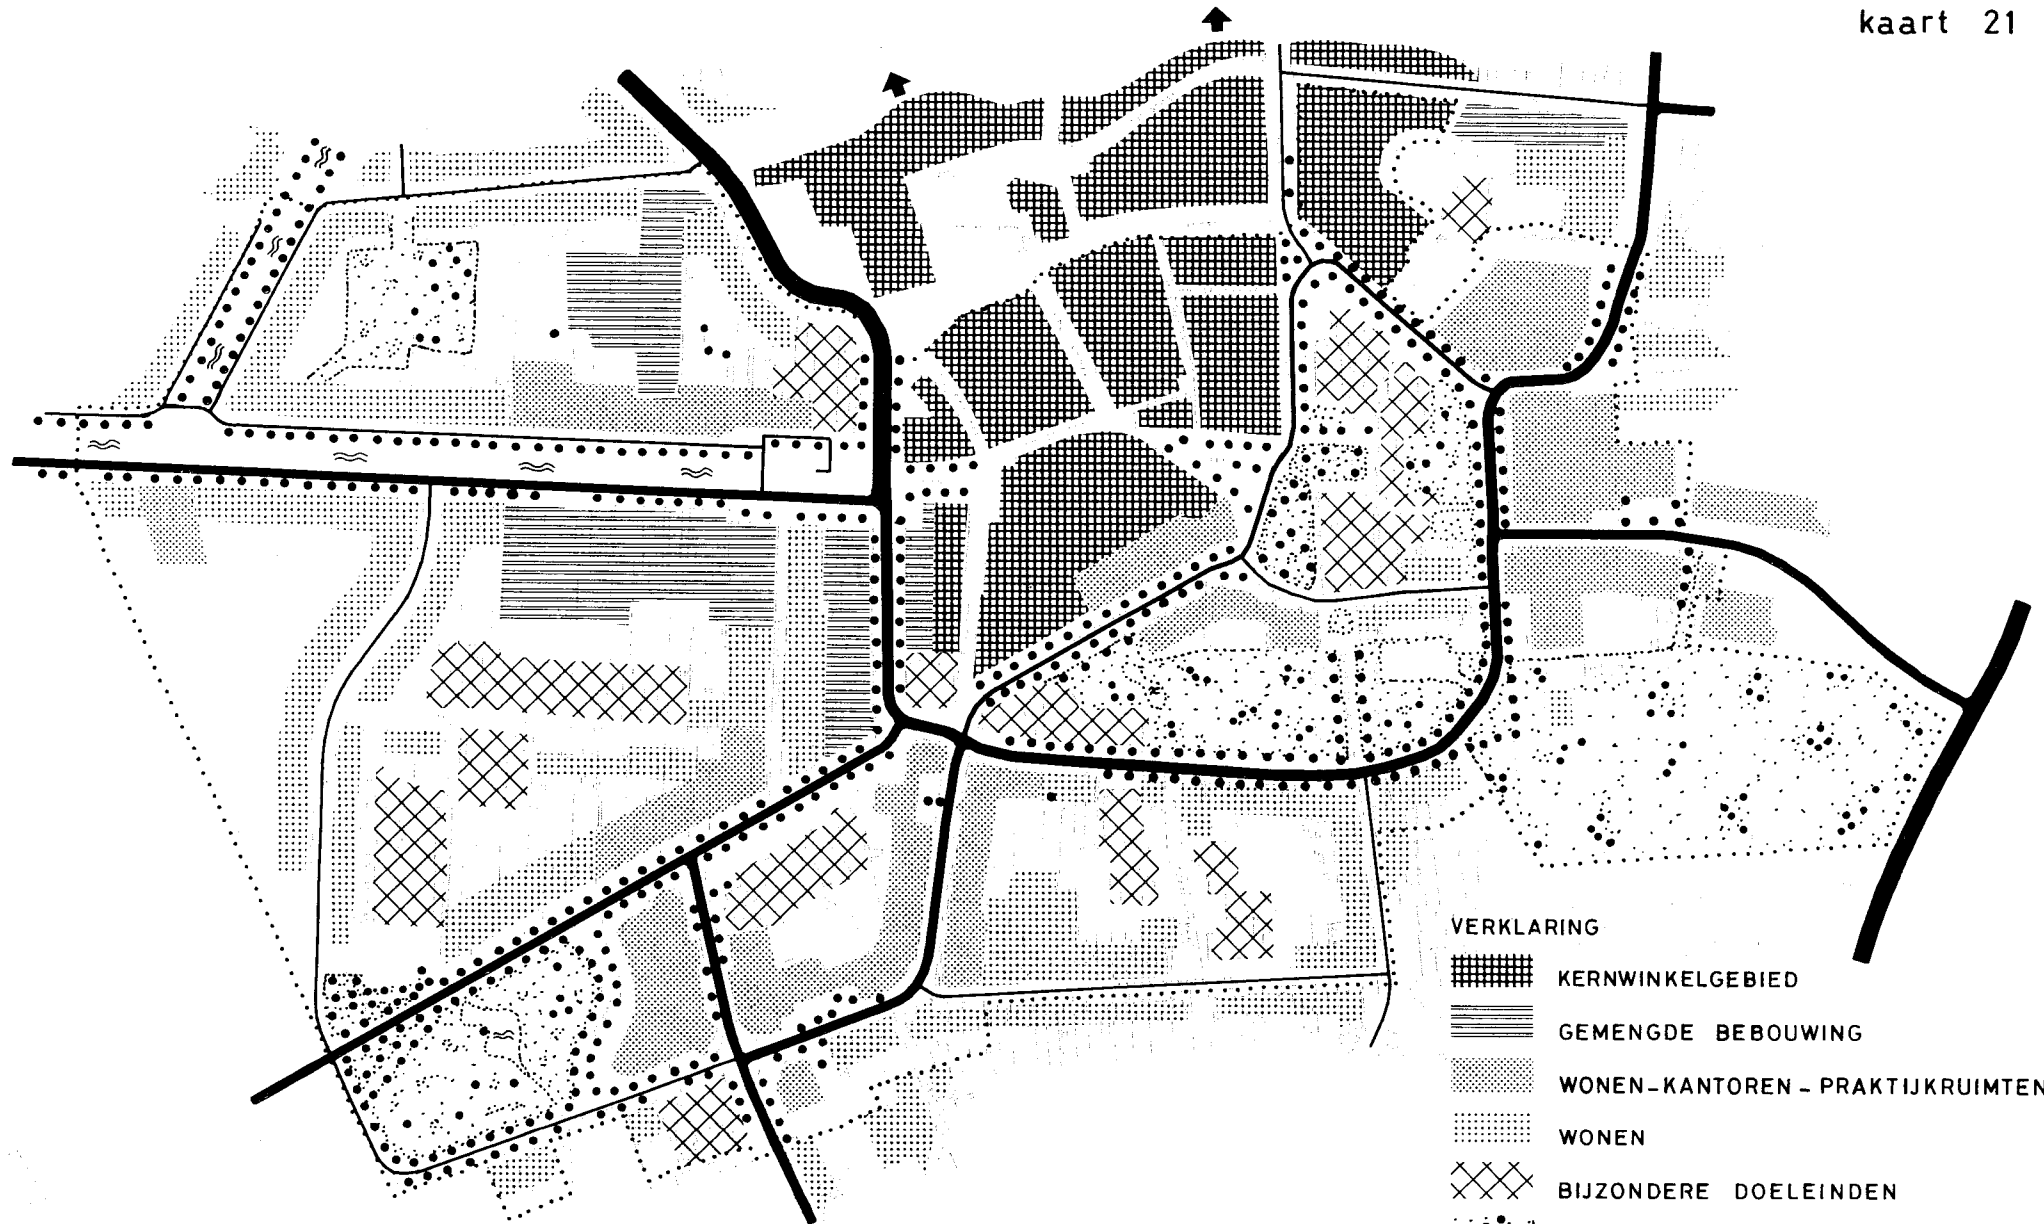 kaart 21
VERKLARING
KERNWINKELGEBIED
GEMENGDE BEBOUWING
WONEN-KANTOREN-PRAKTIJKRUIMTEN
WONEN
BIJZONDERE DOELEINDEN